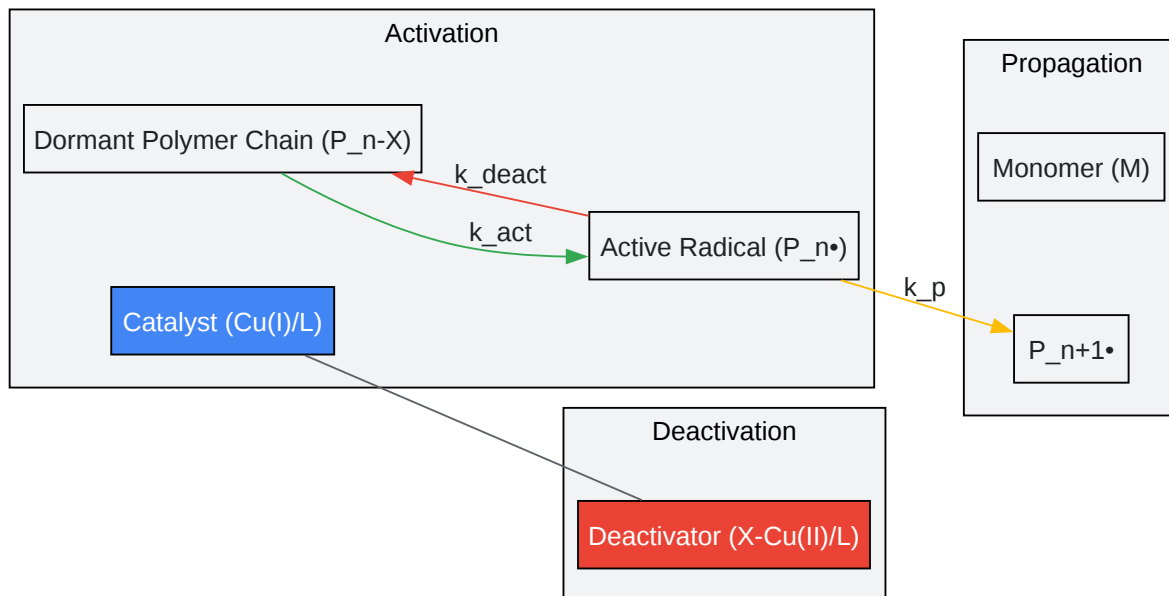 Activation
Propagation
Dormant Polymer Chain (P_n-X)
Monomer (M)
k_deact
k_act
Active Radical (P_n•)
k_p
Catalyst (Cu(I)/L)
P_n+1•
Deactivation
Deactivator (X-Cu(II)/L)